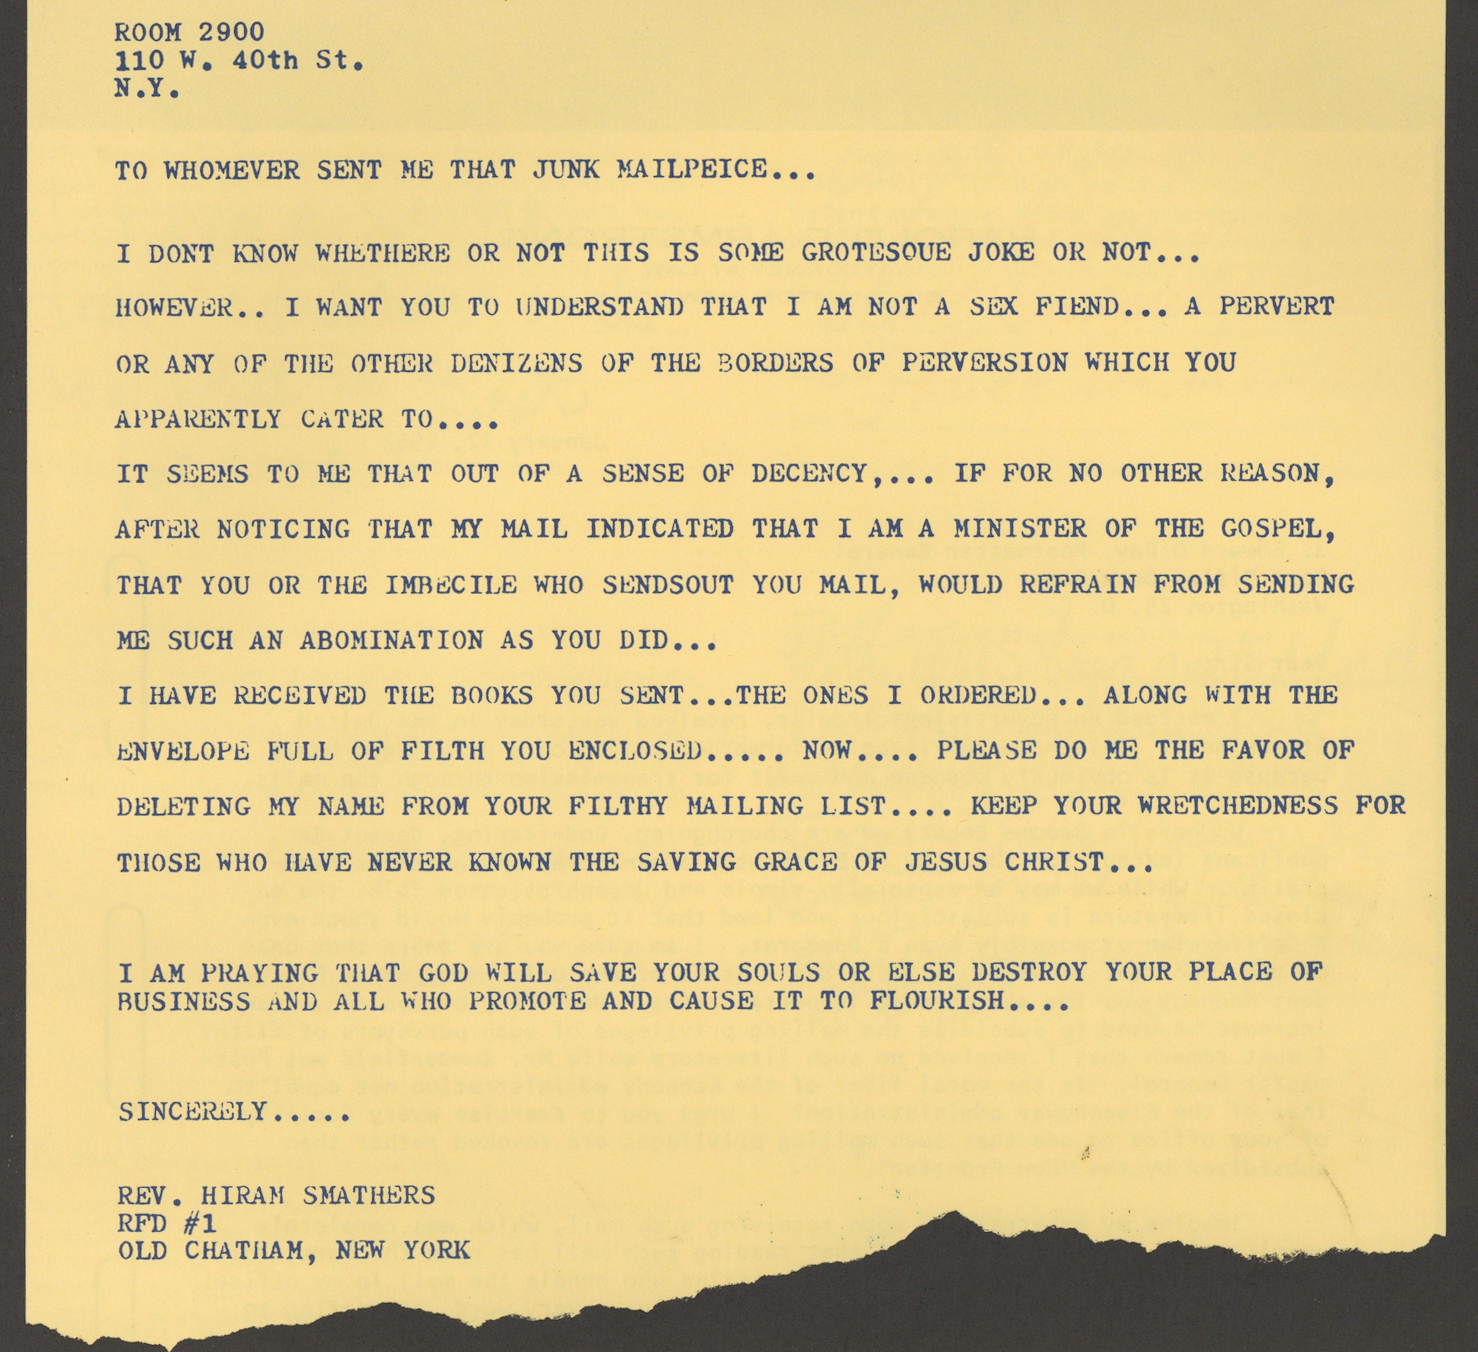 ROOM 2900
110 W. 40th St.
N.Y.
TO WHOMEVER SENT ME THAT JUNK MAILPEICE...
I DONT KNOW WHETHERE OR NOT THIS IS SOME GROTESQUE JOKE OR NOT...
HOWEVER.. I WANT YOU TO UNDERSTAND THAT I AM NOT A SEX FIEND... A PERVERT
OR ANY OF THE OTHER DENIZENS OF THE BORDERS OF PERVERSION WHICH YOU
APPARENTLY CATER TO....
IT SEEMS TO ME THAT OUT OF A SENSE OF DECENCY,... IF FOR NO OTHER REASON,
AFTER NOTICING THAT MY MAIL INDICATED THAT I AM A MINISTER OF THE GOSPEL,
THAT YOU OR THE IMBECILE WHO SENDSOUT YOU MAIL, WOULD REFRAIN FROM SENDING
ME SUCH AN ABOMINATION AS YOU DID...
I HAVE RECEIVED THE BOOKS YOU SENT...THE ONES I ORDERED... ALONG WITH THE
ENVELOPE FULL OF FILTH YOU ENCLOSED..... NOW.... PLEASE DO ME THE FAVOR OF
DELETING MY NAME FROM YOUR FILTHY MAILING LIST.... KEEP YOUR WRETCHEDNESS FOR
THOSE WHO HAVE NEVER KNOWN THE SAVING GRACE OF JESUS CHRIST...
I AM PRAYING THAT GOD WILL SAVE YOUR SOULS OR ELSE DESTROY YOUR PLACE OF
BUSINESS AND ALL WHO PROMOTE AND CAUSE IT TO FLOURISH....
SINCERELY.....
REV. HIRAM SMATHERS
RFD #1
OLD CHATHAM, NEW YORK